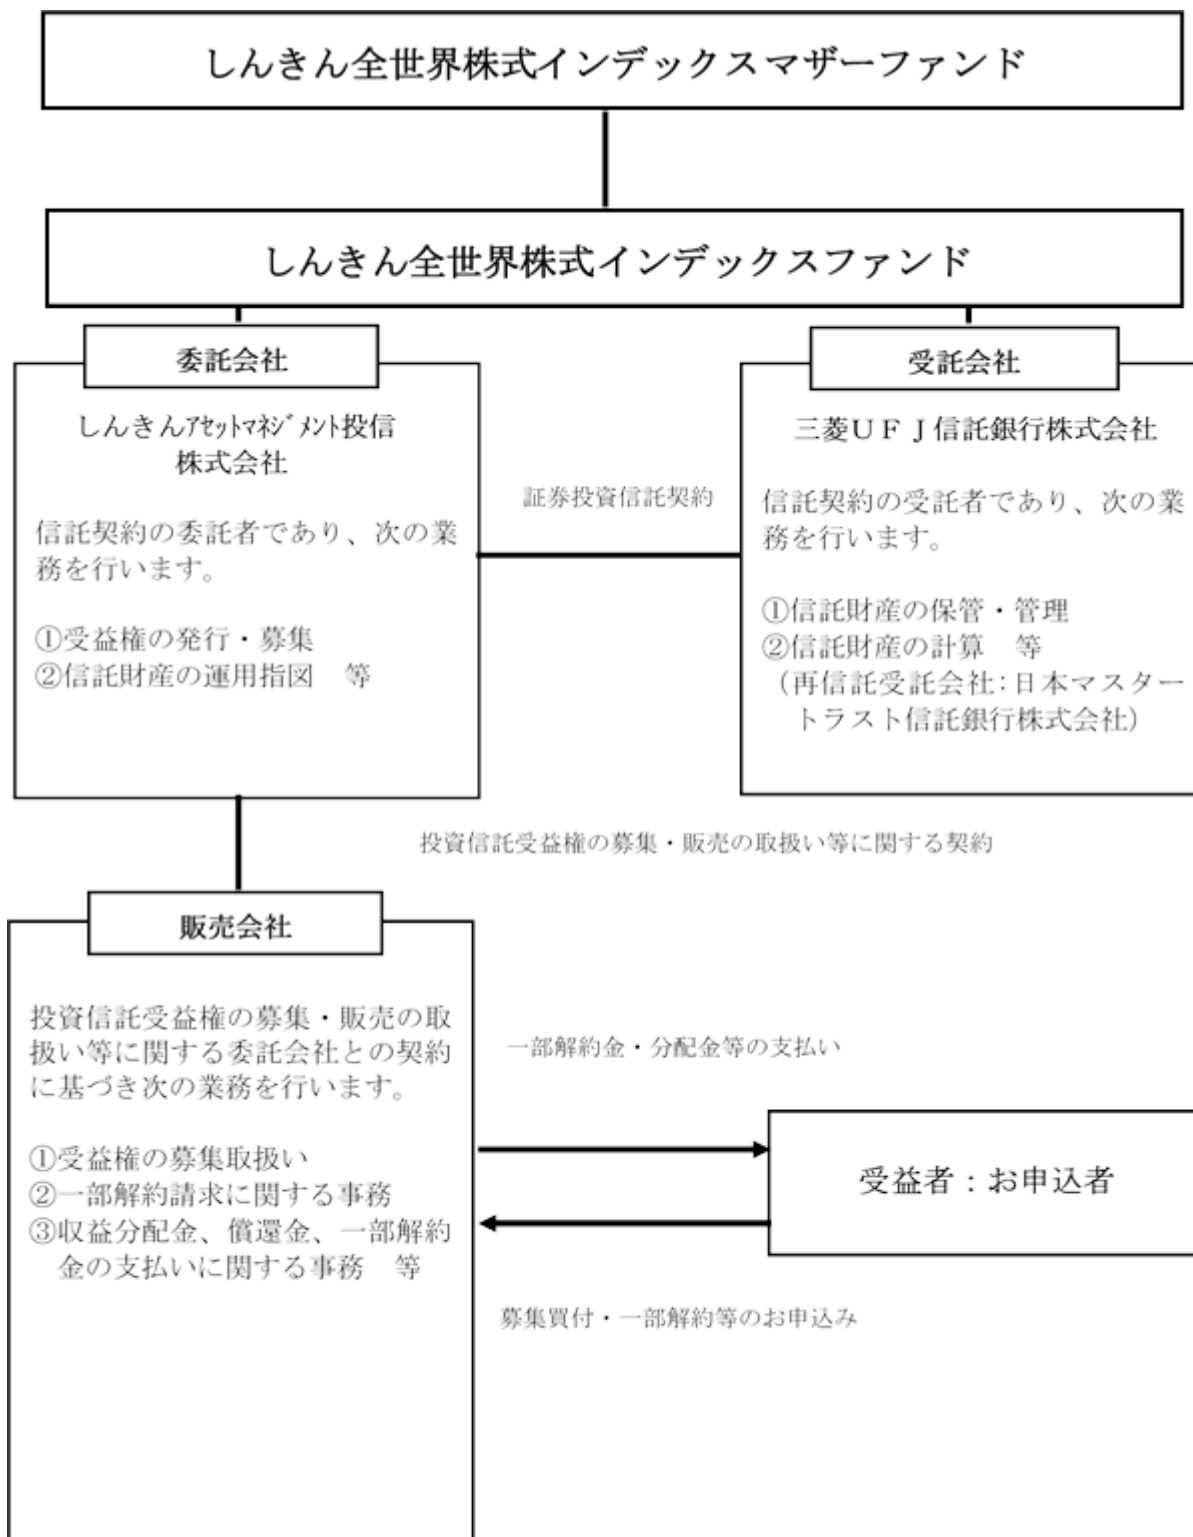 しんきん全世界株式インデックスマザーファンド
しんきん全世界株式インデックスファンド
委託会社
しんきんｱｾｯﾄﾏﾈｼﾞﾒﾝﾄ投信
株式会社
信託契約の委託者であり、次の業
務を行います。
①受益権の発行・募集
②信託財産の運用指図　等
証券投資信託契約
受託会社
三菱ＵＦＪ信託銀行株式会社
信託契約の受託者であり、次の業
務を行います。
①信託財産の保管・管理
②信託財産の計算　等
（再信託受託会社:日本マスター
トラスト信託銀行株式会社）
投資信託受益権の募集・販売の取扱い等に関する契約
販売会社
投資信託受益権の募集・販売の取
扱い等に関する委託会社との契約
に基づき次の業務を行います。
①受益権の募集取扱い
②一部解約請求に関する事務
③収益分配金、償還金、一部解約
金の支払いに関する事務　等
一部解約金・分配金等の支払い
受益者：お申込者
募集買付・一部解約等のお申込み